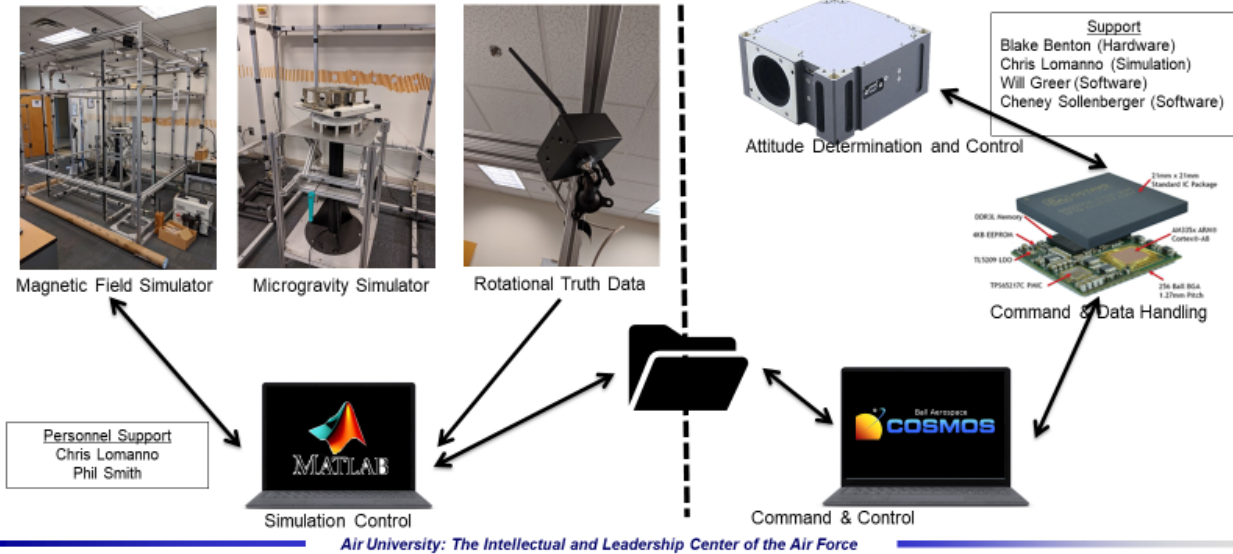 Support
Blake Benton (Hardware)
Chris Lomanno (Simulation)
Will Greer (Software)
Cheney Sollenberger (Software)
Attitude Determination and Control
21mm x 21mm
Standard IC Package
DDR3L Memory
4KB EEPROM
TL5209 LDO
TPS65217C PMIC
AM335x ARM®
Cortex®-A8
256 Ball BGA
1.27mm Pitch
Command & Data Handling
Magnetic Field Simulator
Microgravity Simulator
Rotational Truth Data
Personnel Support
Chris Lomanno
Phil Smith
MATLAB
Simulation Control
Ball Aerospace
COSMOS
Command & Control
Air University: The Intellectual and Leadership Center of the Air Force